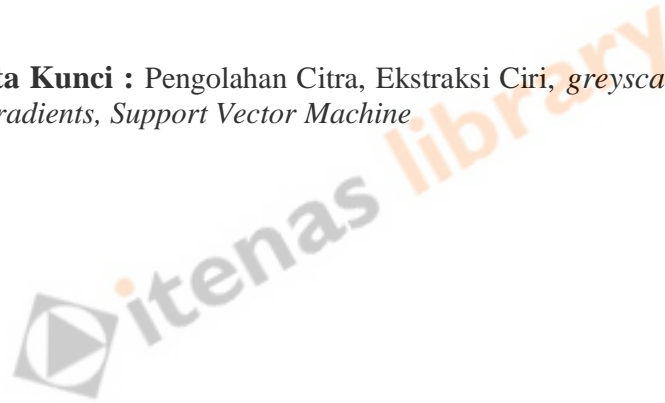 ta Kunci : Pengolahan Citra, Ekstraksi Ciri, greysca
radients, Support Vector Machine
itenas library